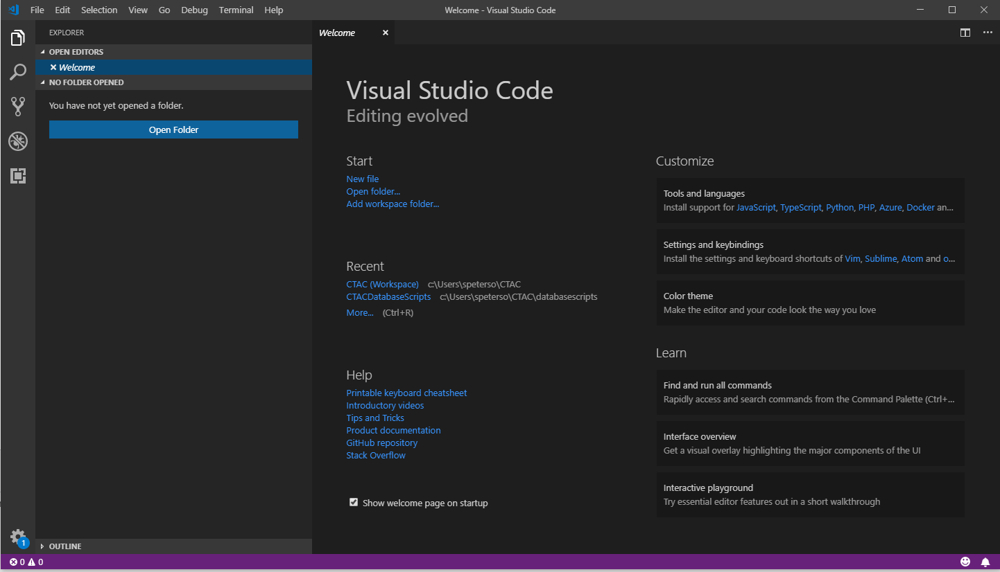 File Edit Selection View Go Debug Terminal Help
Welcome - Visual Studio Code
EXPLORER
OPEN EDITORS
Welcome
NO FOLDER OPENED
You have not yet opened a folder.
Open Folder
OUTLINE
Welcome
Visual Studio Code
Editing evolved
Start
New file
Open folder...
Add workspace folder...
Recent
CTAC (Workspace) c:\Users\speterso\CTAC
CTACDatabaseScripts c:\Users\speterso\CTAC\databasescripts
More... (Ctrl+R)
Help
Printable keyboard cheatsheet
Introductory videos
Tips and Tricks
Product documentation
GitHub repository
Stack Overflow
Show welcome page on startup
Customize
Tools and languages
Install support for JavaScript, TypeScript, Python, PHP, Azure, Docker an...
Settings and keybindings
Install the settings and keyboard shortcuts of Vim, Sublime, Atom and o...
Color theme
Make the editor and your code look the way you love
Learn
Find and run all commands
Rapidly access and search commands from the Command Palette (Ctrl+...
Interface overview
Get a visual overlay highlighting the major components of the UI
Interactive playground
Try essential editor features out in a short walkthrough
1
0 0